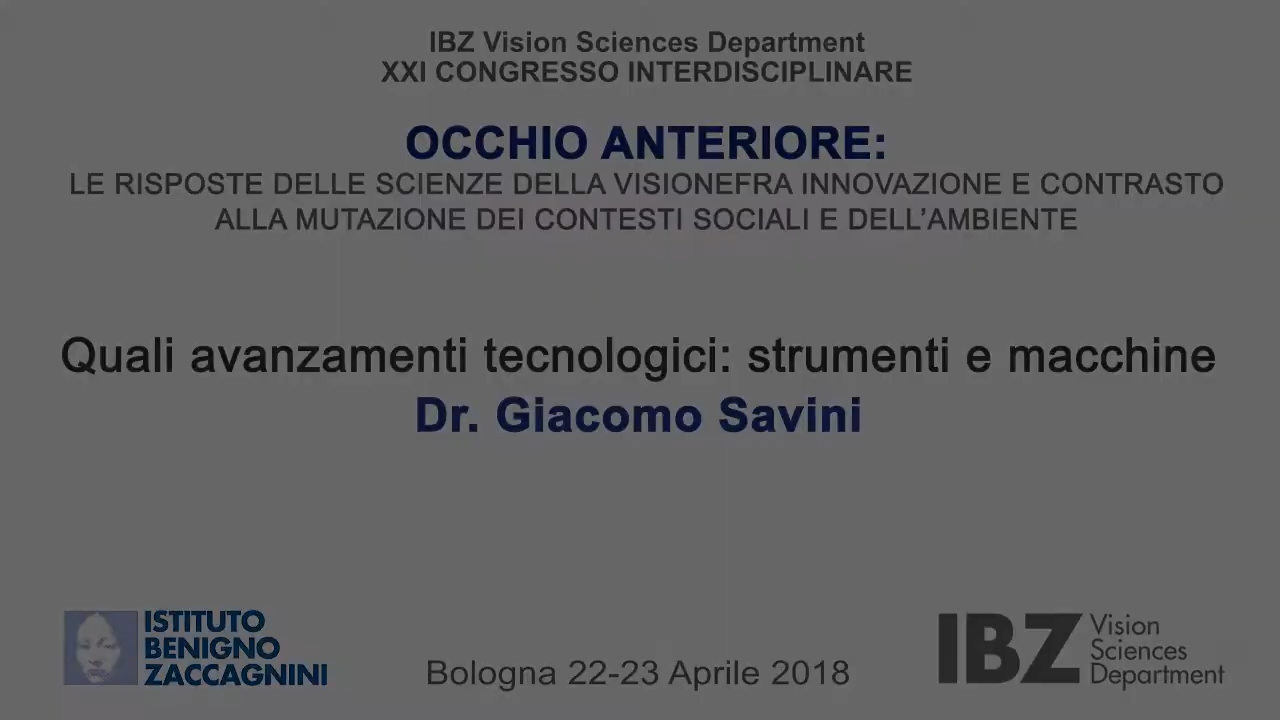 IBZ Vision Sciences Department
XXI CONGRESSO INTERDISCIPLINARE
OCCHIO ANTERIORE:
LE RISPOSTE DELLE SCIENZE DELLA VISIONEFRA INNOVAZIONE E CONTRASTO
ALLA MUTAZIONE DEI CONTESTI SOCIALI E DELL’AMBIENTE
Quali avanzamenti tecnologici: strumenti e macchine
Dr. Giacomo Savini
ISTITUTO
BENIGNO
ZACCAGNINI
Bologna 22-23 Aprile 2018
IBZ
Vision
Sciences
Department